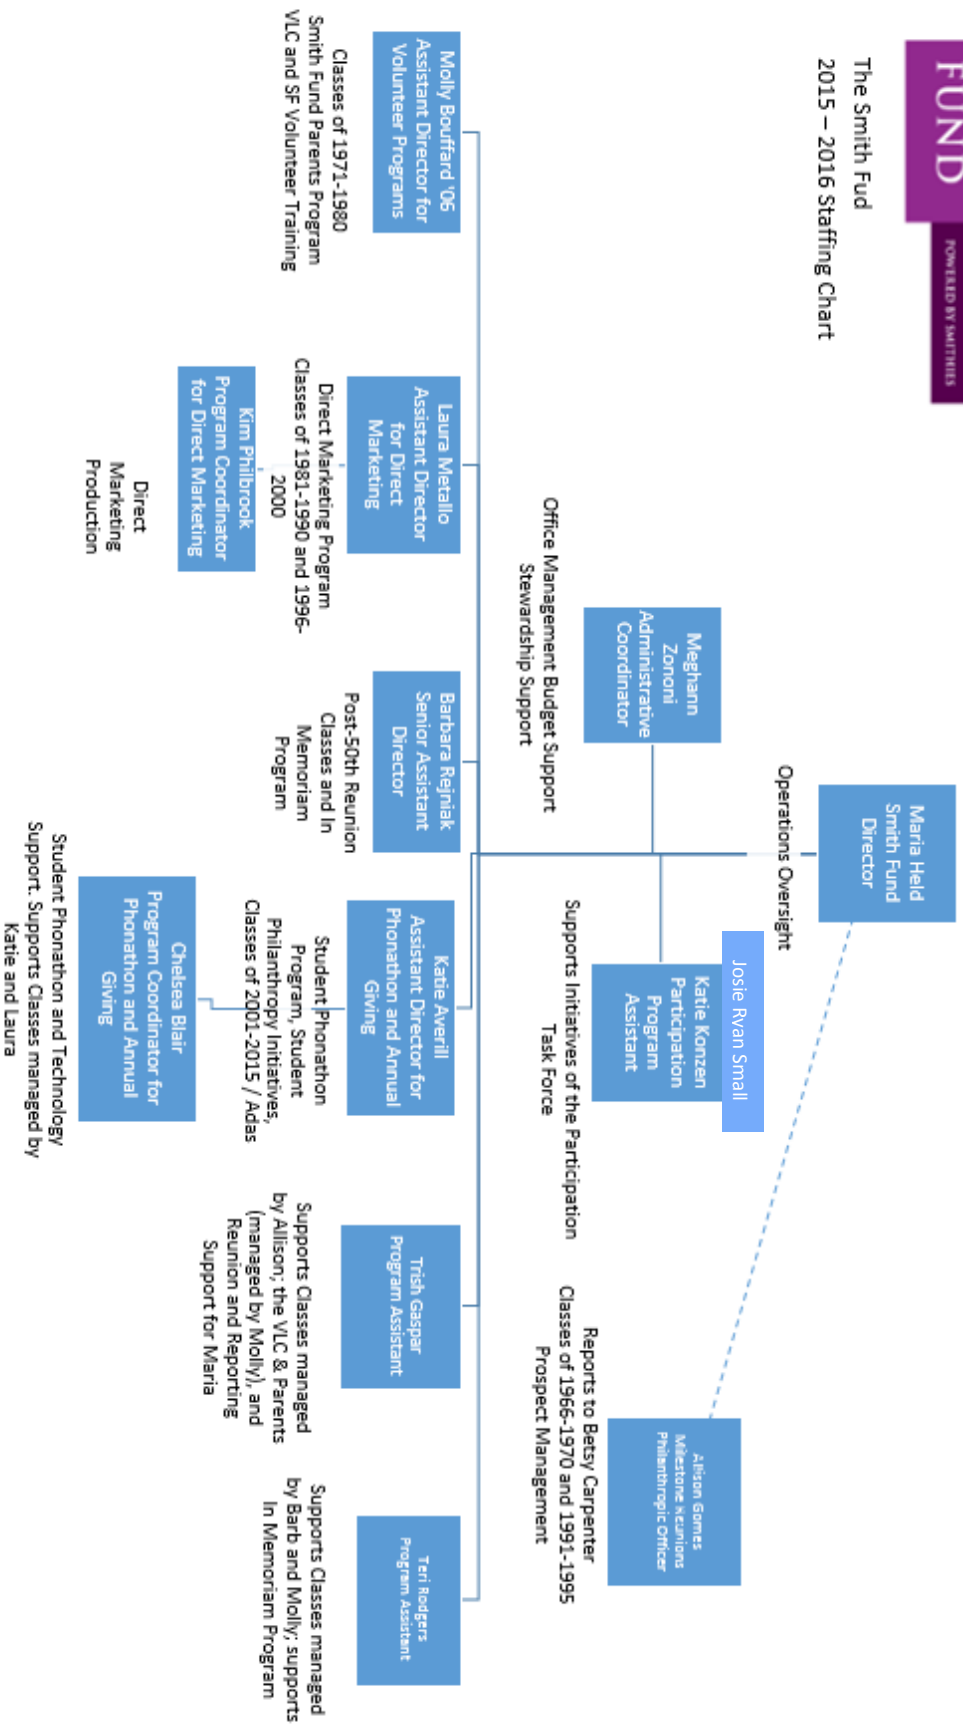 FUND
POWERED BY SMITHIES
The Smith Fud
2015 – 2016 Staffing Chart
Maria Held
Smith Fund
Director
Operations Oversight
Meghann
Zononi
Administrative
Coordinator
Office Management Budget Support
Stewardship Support
Josie Ryan Small
Katie Konzen
Participation
Program
Assistant
Supports Initiatives of the Participation
Task Force
Allison Gomes
Milestone Reunions
Philanthropic Officer
Reports to Betsy Carpenter
Classes of 1966-1970 and 1991-1995
Prospect Management
Molly Bouffard '06
Assistant Director for
Volunteer Programs
Classes of 1971-1980
Smith Fund Parents Program
VLC and SF Volunteer Training
Laura Metallo
Assistant Director
for Direct
Marketing
Direct Marketing Program
Classes of 1981-1990 and 1996-
2000
Kim Philbrook
Program Coordinator
for Direct Marketing
Direct
Marketing
Production
Barbara Rejniak
Senior Assistant
Director
Post-50th Reunion
Classes and In
Memoriam
Program
Katie Averill
Assistant Director for
Phonathon and Annual
Giving
Student Phonathon
Program, Student
Philanthropy Initiatives,
Classes of 2001-2015 / Adas
Chelsea Blair
Program Coordinator for
Phonathon and Annual
Giving
Student Phonathon and Technology
Support. Supports Classes managed by
Katie and Laura
Trish Gaspar
Program Assistant
Supports Classes managed
by Allison; the VLC & Parents
(managed by Molly), and
Reunion and Reporting
Support for Maria
Teri Rodgers
Program Assistant
Supports Classes managed
by Barb and Molly; supports
In Memoriam Program